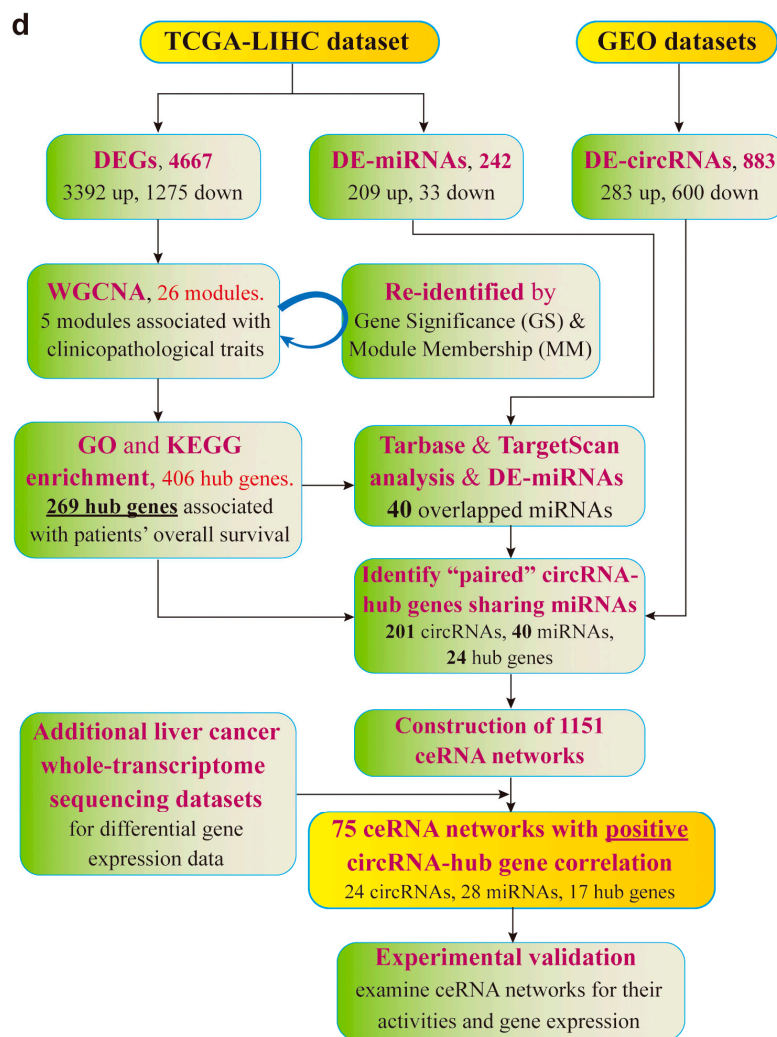 d
TCGA-LIHC dataset
GEO datasets
DEGs, 4667
3392 up, 1275 down
DE-miRNAs, 242
209 up, 33 down
DE-circRNAs, 883
283 up, 600 down
WGCNA, 26 modules.
5 modules associated with
clinicopathological traits
Re-identified by
Gene Significance (GS) &
Module Membership (MM)
GO and KEGG
enrichment, 406 hub genes.
269 hub genes associated
with patients’ overall survival
Tarbase & TargetScan
analysis & DE-miRNAs
40 overlapped miRNAs
Identify “paired” circRNA-
hub genes sharing miRNAs
201 circRNAs, 40 miRNAs,
24 hub genes
Construction of 1151
ceRNA networks
Additional liver cancer
whole-transcriptome
sequencing datasets
for differential gene
expression data
75 ceRNA networks with positive
circRNA-hub gene correlation
24 circRNAs, 28 miRNAs, 17 hub genes
Experimental validation
examine ceRNA networks for their
activities and gene expression